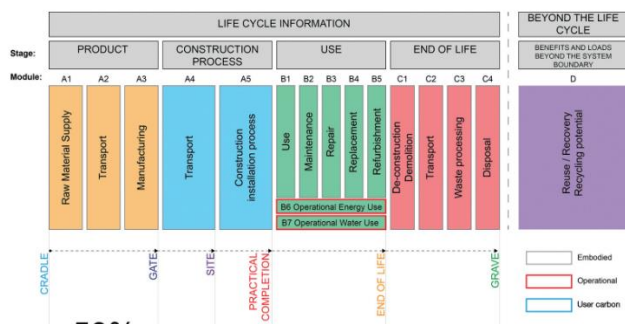 LIFE CYCLE INFORMATION
BEYOND THE LIFE
CYCLE
Stage:
PRODUCT
CONSTRUCTION
PROCESS
USE
END OF LIFE
BENEFITS AND LOADS
BEYOND THE SYSTEM
BOUNDARY
Module:
A1
A2
A3
A4
A5
B1
B2
B3
B4
B5
C1
C2
C3
C4
D
Raw Material Supply
Transport
Manufacturing
Transport
Construction
installation process
Use
Maintenance
Repair
Replacement
Refurbishment
De-construction
Demolition
Transport
Waste processing
Disposal
Reuse / Recovery
Recycling potential
B6 Operational Energy Use
B7 Operational Water Use
CRADLE
GATE
SITE
PRACTICAL
COMPLETION
END OF LIFE
GRAVE
Embodied
Operational
User carbon